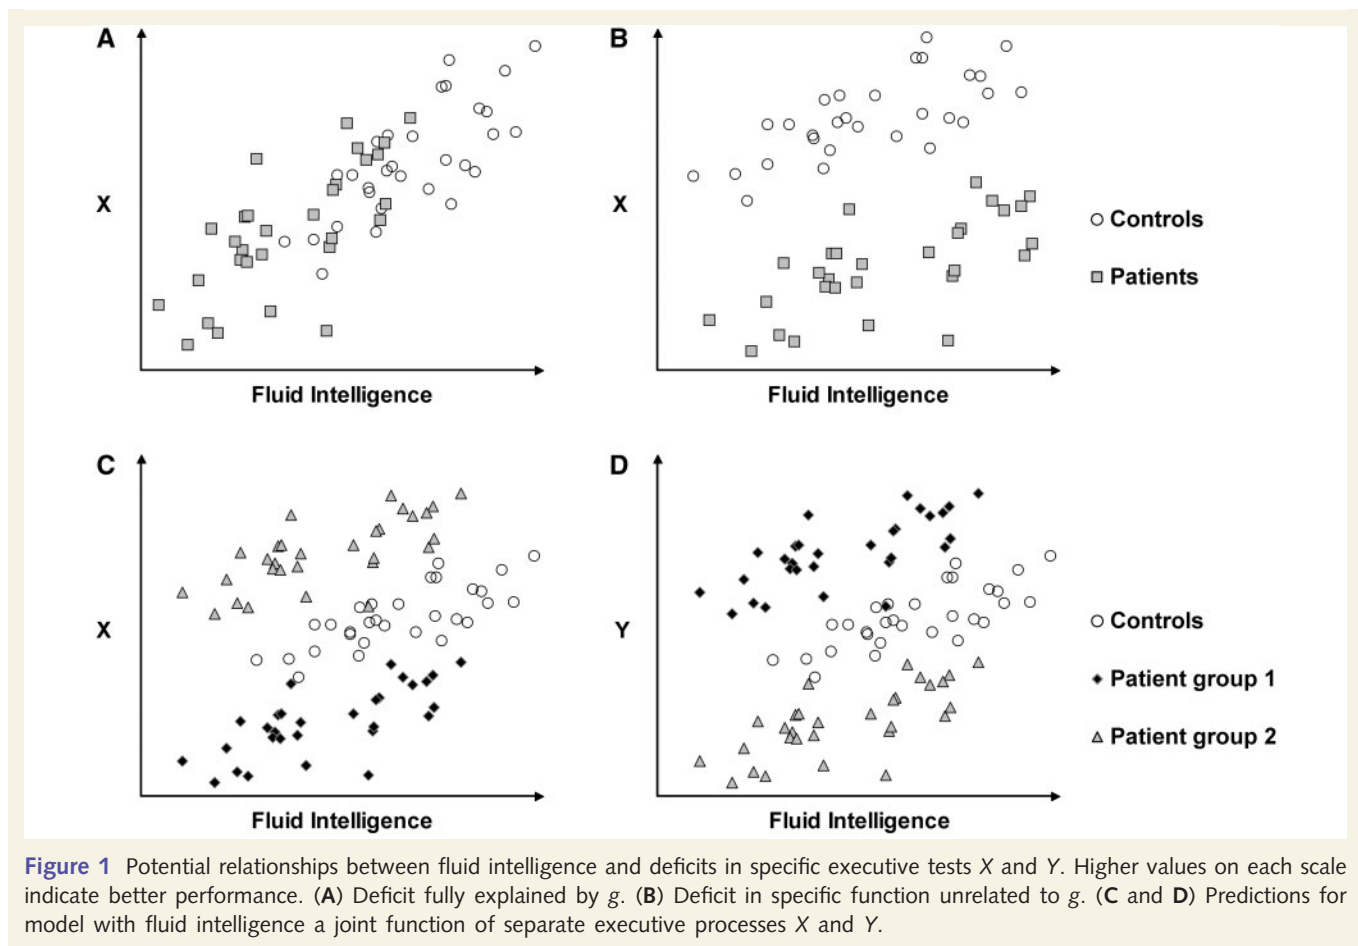 A
X
Fluid Intelligence
B
X
Fluid Intelligence
Controls
Patients
C
X
Fluid Intelligence
D
Y
Fluid Intelligence
Controls
Patient group 1
Patient group 2
Figure 1 Potential relationships between fluid intelligence and deficits in specific executive tests X and Y. Higher values on each scale
indicate better performance. (A) Deficit fully explained by g. (B) Deficit in specific function unrelated to g. (C and D) Predictions for
model with fluid intelligence a joint function of separate executive processes X and Y.